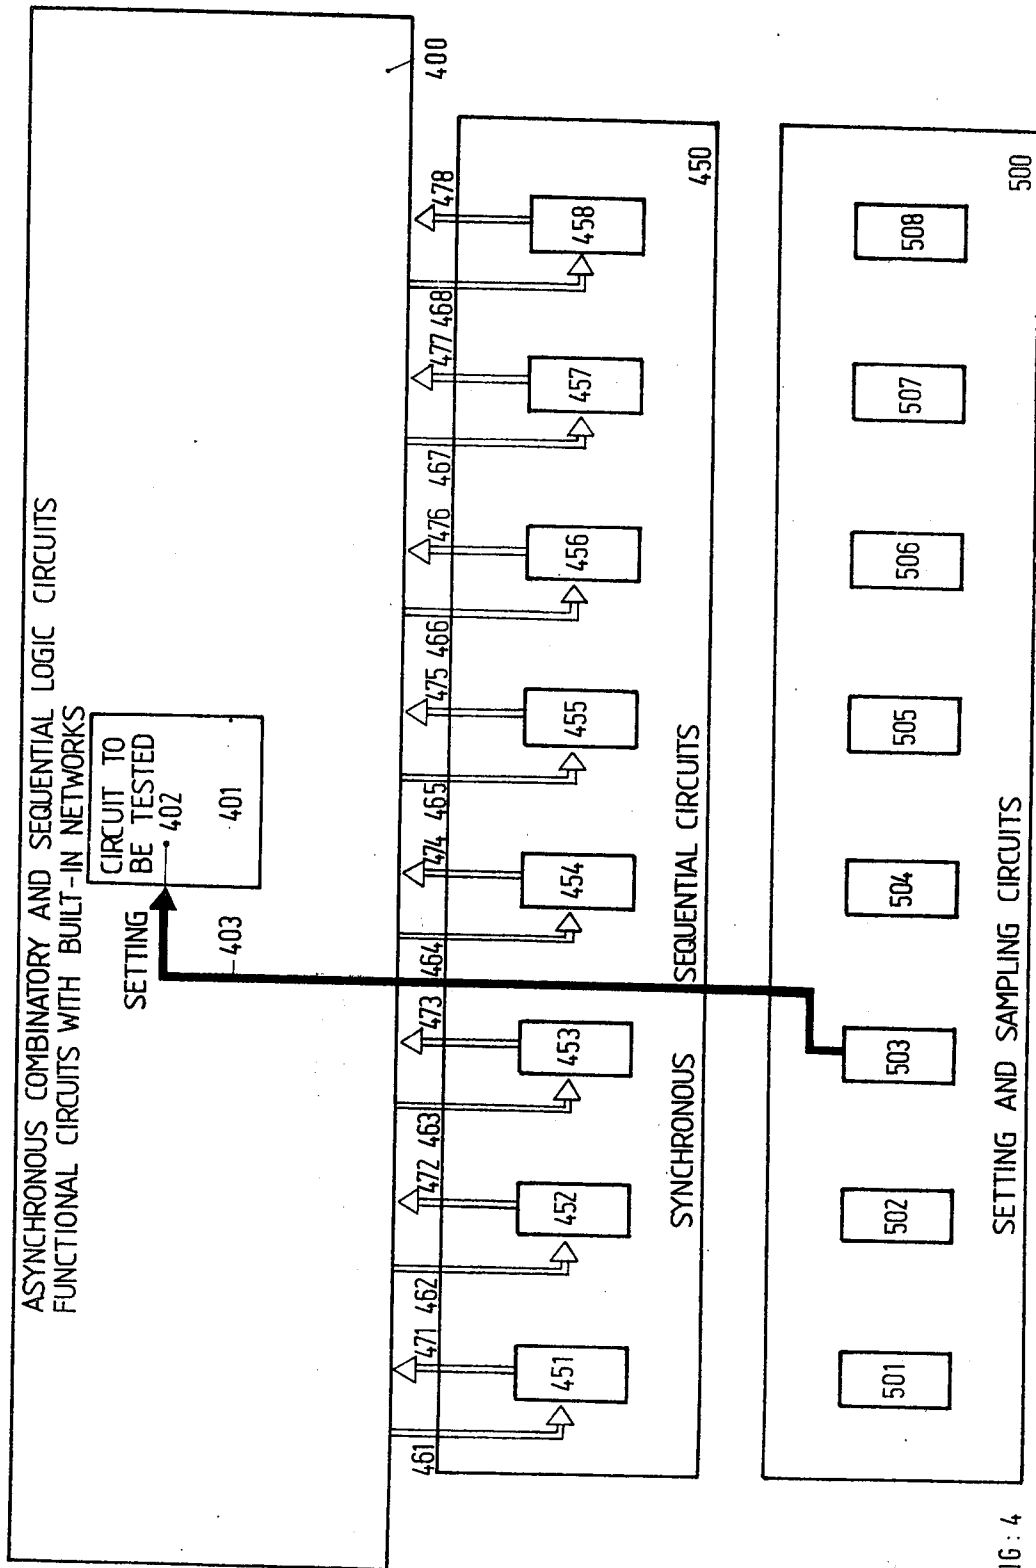 ASYNCHRONOUS COMBINATORY AND SEQUENTIAL LOGIC CIRCUITS
FUNCTIONAL CIRCUITS WITH BUILT-IN NETWORKS
400
CIRCUIT TO
BE TESTED
402
401
SETTING
403
461 471 462 472 463 473 464 474 465 475 466 476 467 477 468 478
451 452 453 454 455 456 457 458
SYNCHRONOUS SEQUENTIAL CIRCUITS
450
501 502 503 504 505 506 507 508
SETTING AND SAMPLING CIRCUITS
500
IG: 4